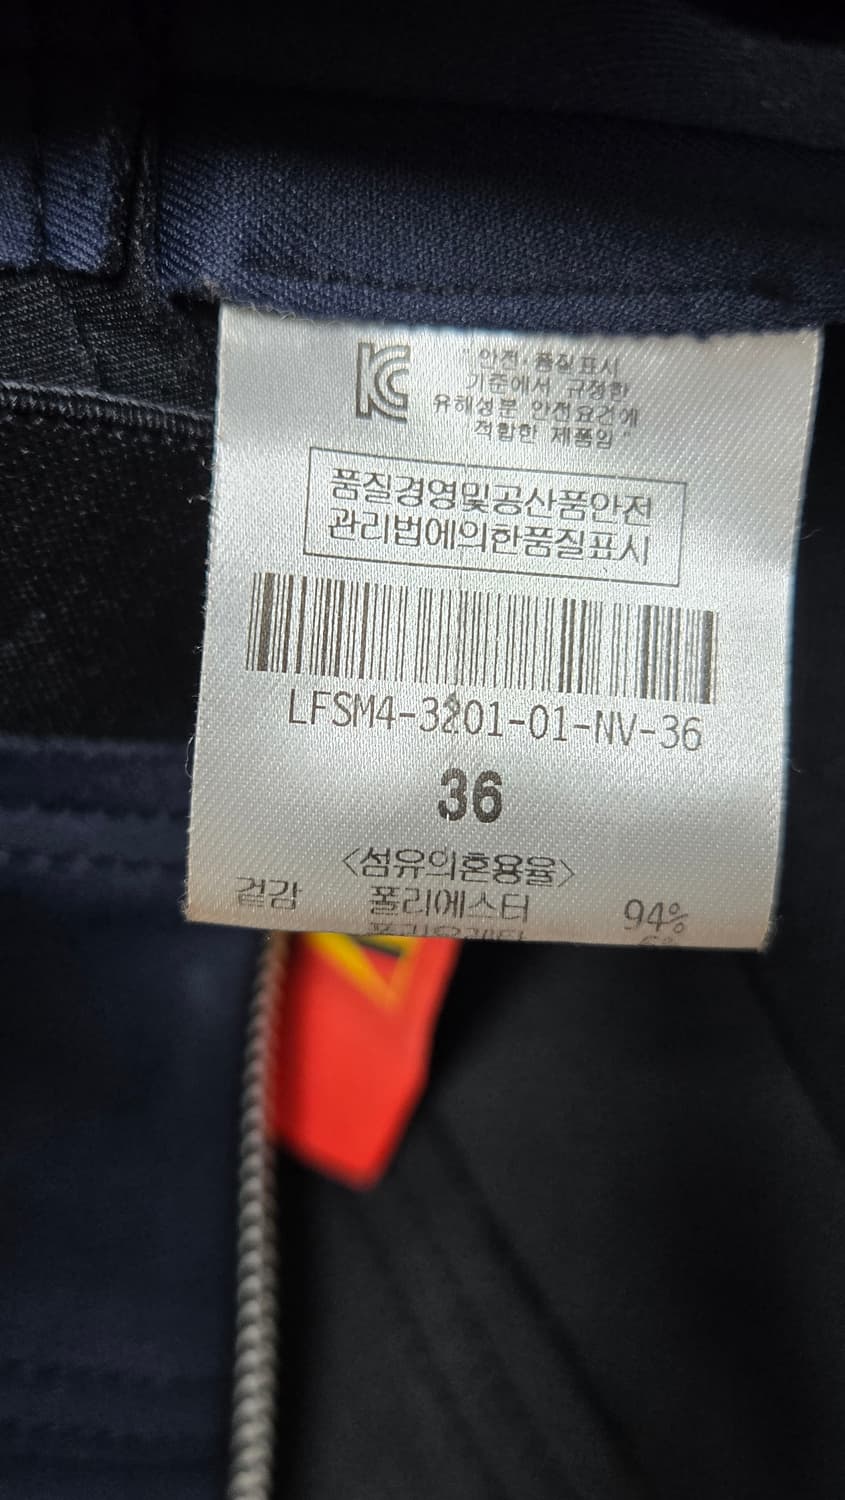 KC
" 안전·품질표시
기준에서 규정한
유해성분 안전요건에
적합한 제품임 "
품질경영및공산품안전
관리법에의한품질표시
LFSM4-3201-01-NV-36
36
<섬유의혼용율>
겉감 폴리에스터 94%